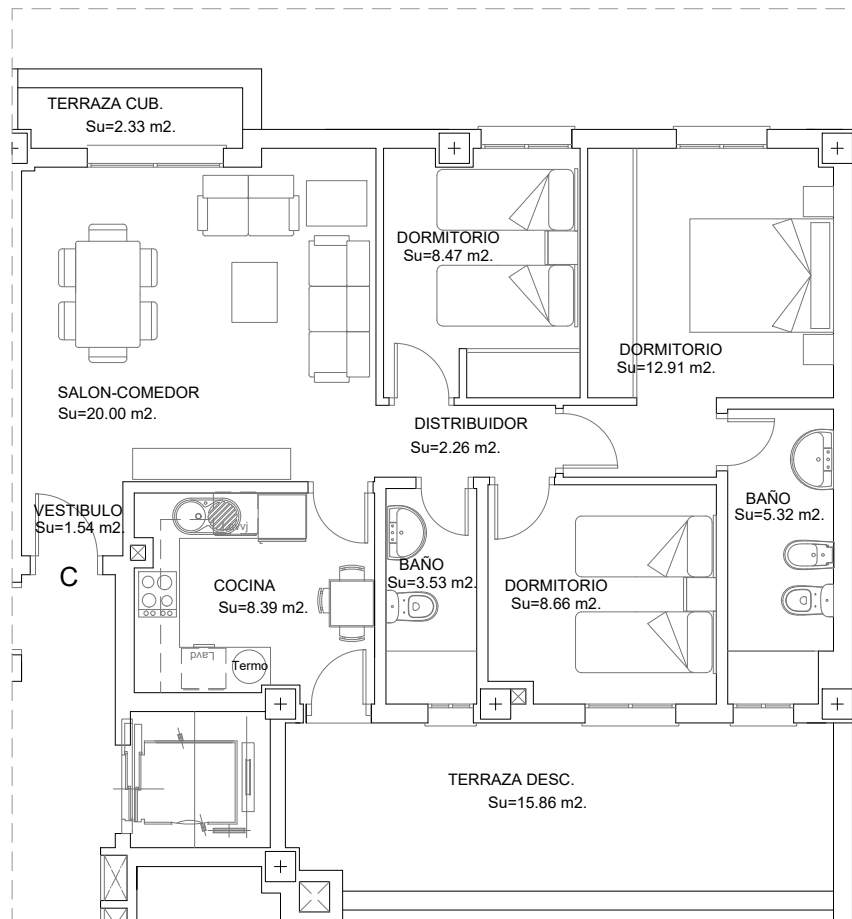 TERRAZA CUB.
Su=2.33 m2.
DORMITORIO
Su=8.47 m2.
DORMITORIO
Su=12.91 m2.
SALON-COMEDOR
Su=20.00 m2.
DISTRIBUIDOR
Su=2.26 m2.
VESTIBULO
Su=1.54 m2.
C
Lavvj
BAÑO
Su=5.32 m2.
BAÑO
Su=3.53 m2.
COCINA
Su=8.39 m2.
DORMITORIO
Su=8.66 m2.
Lavd
Termo
TERRAZA DESC.
Su=15.86 m2.